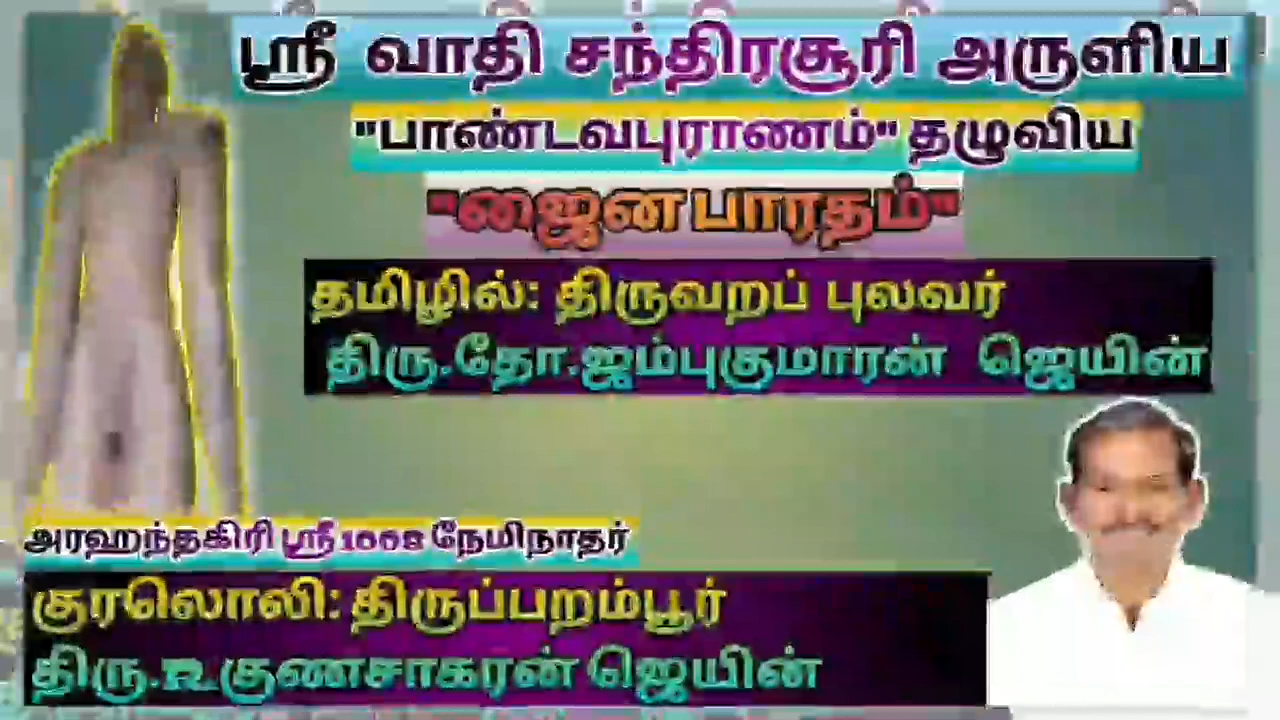 ஸ்ரீ வாதி சந்திரசூரி அருளிய
"பாண்டவபுராணம்" தழுவிய
"ஜைன பாரதம்"
தமிழில்: திருவறப் புலவர்
திரு.தோ.ஜம்புகுமாரன் ஜெயின்
அரஹந்தகிரி ஸ்ரீ 1008 நேமிநாதர்
குரலொலி: திருப்பறம்பூர்
திரு.R.குணசாகரன் ஜெயின்